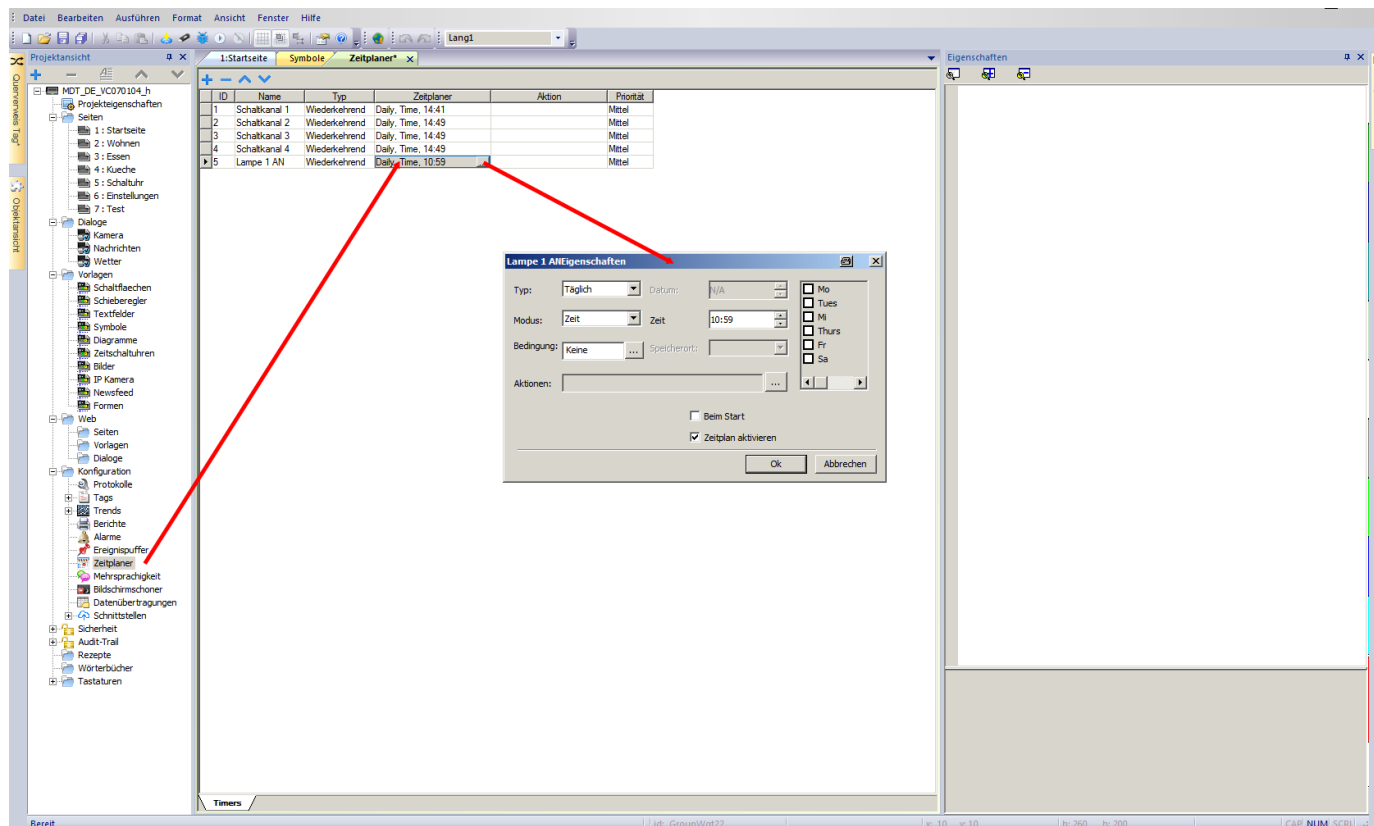 Datei Bearbeiten Ausführen Format Ansicht Fenster Hilfe
Lang1
Querverweis Tag*
Objektansicht
Projektansicht
MDT_DE_VC070104_h
Projekteigenschaften
Seiten
1 : Startseite
2 : Wohnen
3 : Essen
4 : Kueche
5 : Schaltuhr
6 : Einstellungen
7 : Test
Dialoge
Kamera
Nachrichten
Wetter
Vorlagen
Schaltflaechen
Schieberegler
Textfelder
Symbole
Diagramme
Zeitschaltuhren
Bilder
IP Kamera
Newsfeed
Formen
Web
Seiten
Vorlagen
Dialoge
Konfiguration
Protokolle
Tags
Trends
Berichte
Alarme
Ereignispuffer
Zeitplaner
Mehrsprachigkeit
Bildschirmschoner
Datenübertragungen
Schnittstellen
Sicherheit
Audit-Trail
Rezepte
Wörterbücher
Tastaturen
1:Startseite Symbole Zeitplaner*
ID Name Typ Zeitplaner Aktion Priorität
1 Schaltkanal 1 Wiederkehrend Daily, Time, 14:41 Mittel
2 Schaltkanal 2 Wiederkehrend Daily, Time, 14:49 Mittel
3 Schaltkanal 3 Wiederkehrend Daily, Time, 14:49 Mittel
4 Schaltkanal 4 Wiederkehrend Daily, Time, 14:49 Mittel
5 Lampe 1 AN Wiederkehrend Daily, Time, 10:59 ... Mittel
Lampe 1 ANEigenschaften
Typ: Täglich Datum: N/A
Modus: Zeit Zeit 10:59
Bedingung: Keine ... Speicherort:
Aktionen: ...
Mo
Tues
Mi
Thurs
Fr
Sa
Beim Start
Zeitplan aktivieren
Ok Abbrechen
Eigenschaften
Timers
Bereit id: GroupWgt22 x: 10 y: 10 b: 260 h: 200 CAP NUM SCRL